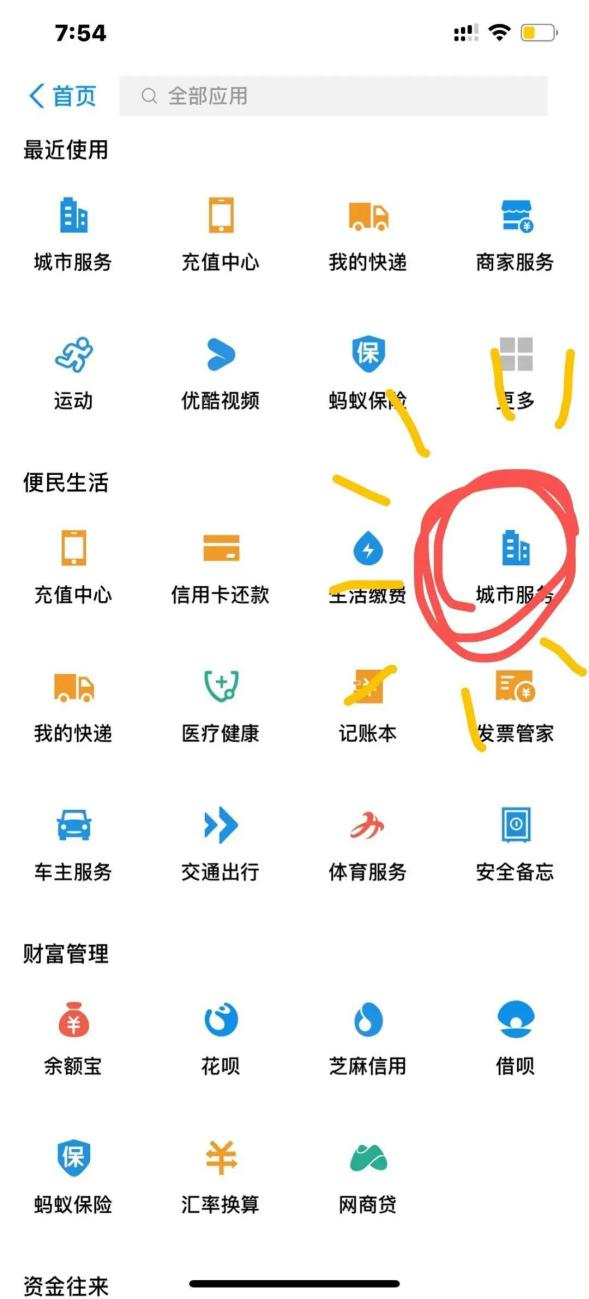 7:54
首页 全部应用
最近使用
城市服务 充值中心 我的快递 商家服务
运动 优酷视频 保 蚂蚁保险 更多
便民生活
充值中心 信用卡还款 生活缴费 城市服务
我的快递 医疗健康 记账本 发票管家
车主服务 交通出行 体育服务 安全备忘
财富管理
余额宝 花呗 芝麻信用 借呗
保 蚂蚁保险 汇率换算 网商贷
资金往来